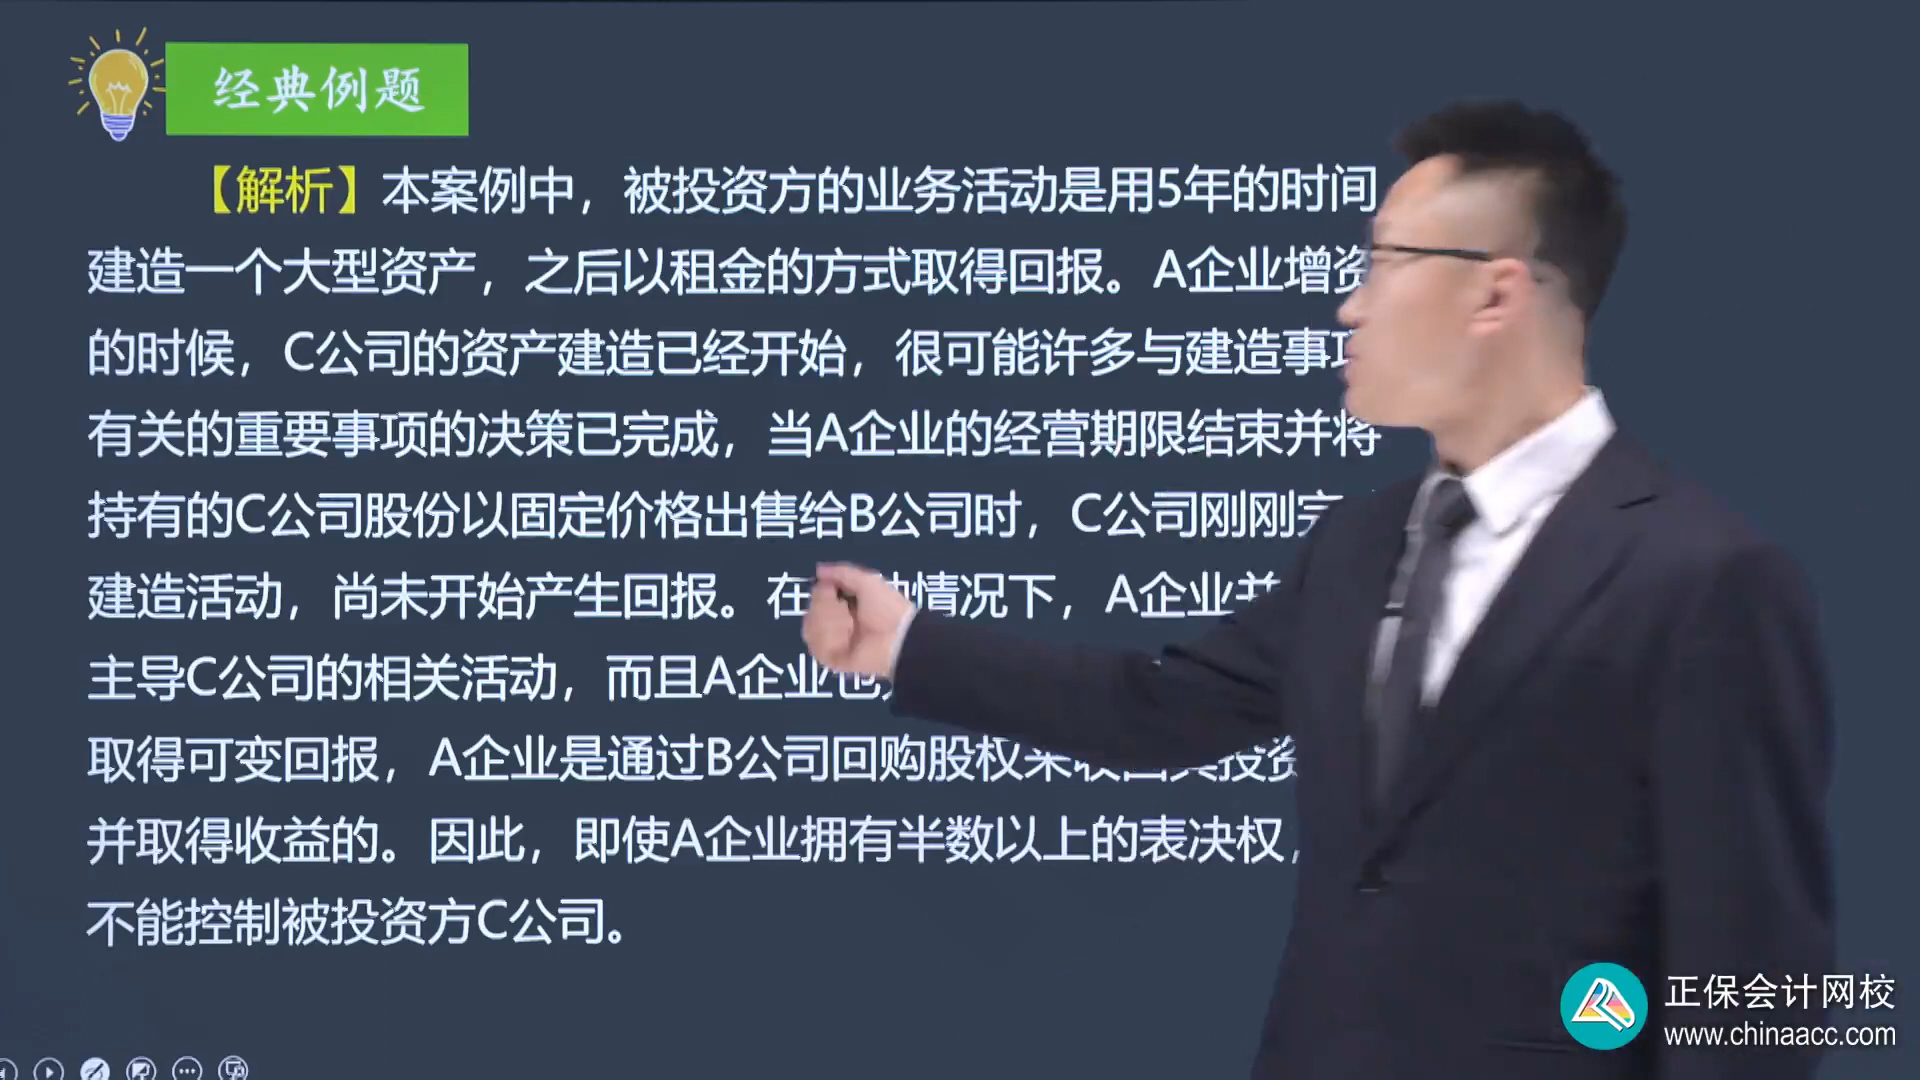 经典例题
【解析】本案例中，被投资方的业务活动是用5年的时间
建造一个大型资产，之后以租金的方式取得回报。A企业增资
的时候，C公司的资产建造已经开始，很可能许多与建造事项
有关的重要事项的决策已完成，当A企业的经营期限结束并将
持有的C公司股份以固定价格出售给B公司时，C公司刚刚完
建造活动，尚未开始产生回报。在 情况下，A企业并
主导C公司的相关活动，而且A企业也
取得可变回报，A企业是通过B公司回购股权来收回其投资
并取得收益的。因此，即使A企业拥有半数以上的表决权，
不能控制被投资方C公司。
正保会计网校
www.chinaacc.com